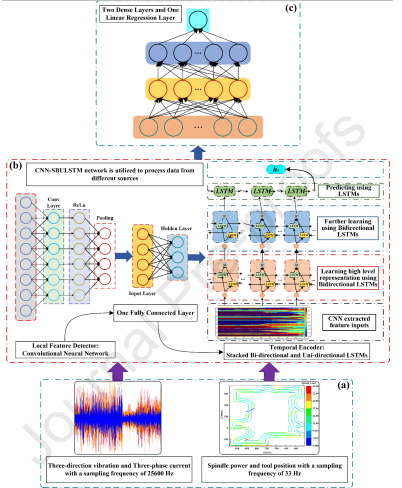 (c)
Two Dense Layers and One
Linear Regression Layer
(b)
CNN-SBULSTM network is utilized to process data from
different sources
Conv
Layer
ReLu
Pooling
Hidden Layer
Input Layer
One Fully Connected Layer
Local Feature Detector:
Convolutional Neural Network
LSTM
LSTM
LSTM
Predicting using
LSTMs
Further learning
using Bidirectional
LSTMs
Learning high level
representation using
Bidirectional LSTMs
CNN extracted
feature inputs
Temporal Encoder:
Stacked Bi-directional and Uni-directional LSTMs
(a)
Three-direction vibration and Three-phase current
with a sampling frequency of 25600 Hz
Spindle power and tool position with a sampling
frequency of 33 Hz